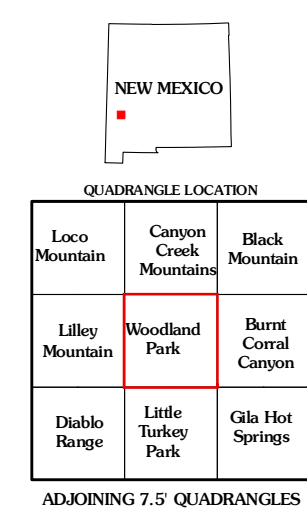 NEW MEXICO
QUADRANGLE LOCATION
Loco
Mountain
Canyon
Creek
Mountains
Black
Mountain
Lilley
Mountain
Woodland
Park
Burnt
Corral
Canyon
Diablo
Range
Little
Turkey
Park
Gila Hot
Springs
ADJOINING 7.5' QUADRANGLES